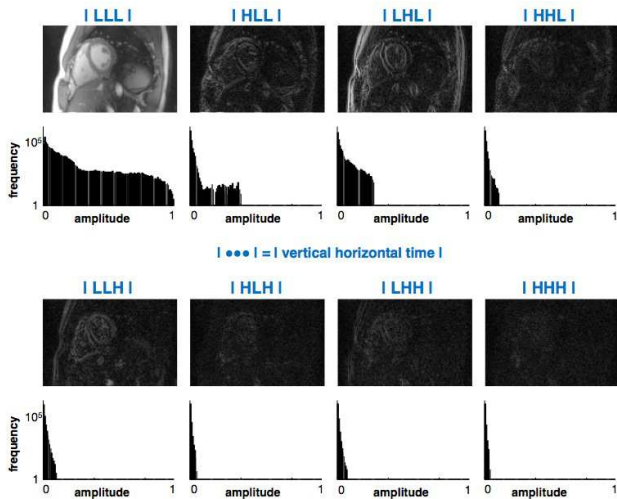 | LLL | | HLL | | LHL | | HHL |
frequency
10⁶
1
0 1 0 1 0 1 0 1
amplitude amplitude amplitude amplitude
| ●●● | = | vertical horizontal time |
| LLH | | HLH | | LHH | | HHH |
frequency
10⁶
1
0 1 0 1 0 1 0 1
amplitude amplitude amplitude amplitude